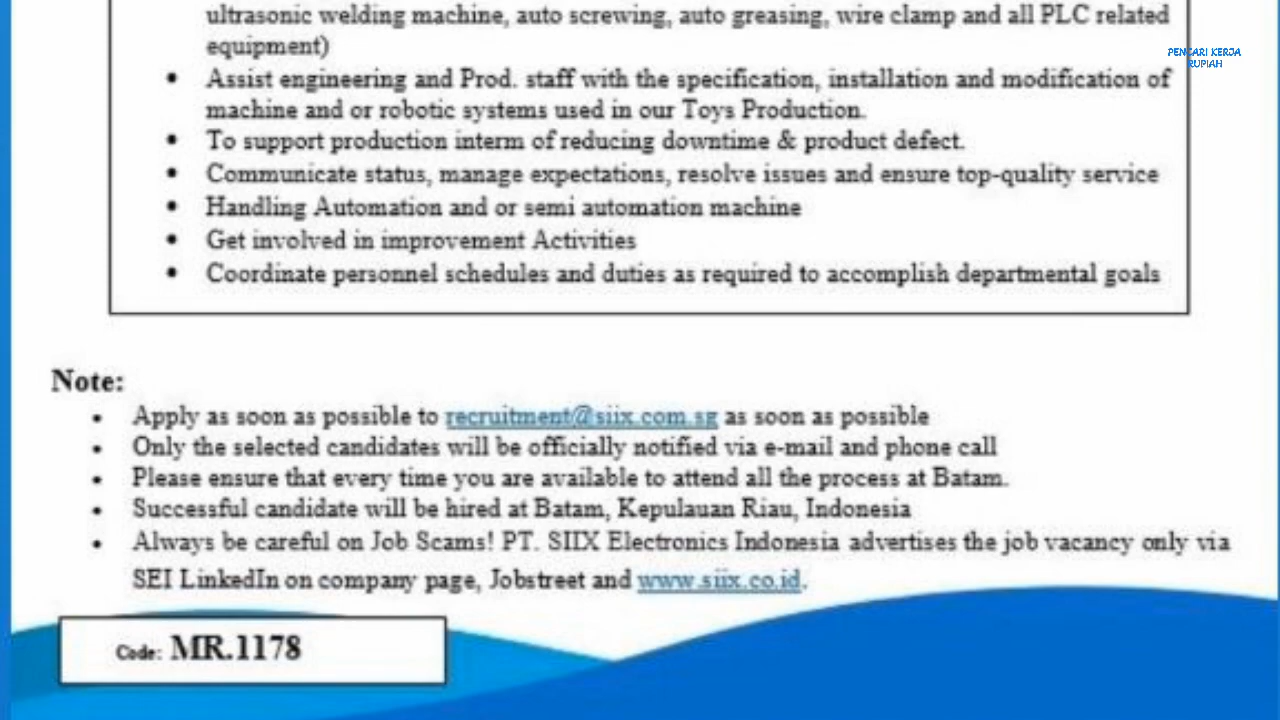 ultrasonic welding machine, auto screwing, auto greasing, wire clamp and all PLC related
equipment)
• Assist engineering and Prod. staff with the specification, installation and modification of
machine and or robotic systems used in our Toys Production.
• To support production interm of reducing downtime & product defect.
• Communicate status, manage expectations, resolve issues and ensure top-quality service
• Handling Automation and or semi automation machine
• Get involved in improvement Activities
• Coordinate personnel schedules and duties as required to accomplish departmental goals
PENCARI KERJA
RUPIAH
Note:
• Apply as soon as possible to recruitment@siix.com.sg as soon as possible
• Only the selected candidates will be officially notified via e-mail and phone call
• Please ensure that every time you are available to attend all the process at Batam.
• Successful candidate will be hired at Batam, Kepulauan Riau, Indonesia
• Always be careful on Job Scams! PT. SIIX Electronics Indonesia advertises the job vacancy only via
SEI LinkedIn on company page, Jobstreet and www.siix.co.id.
Code: MR.1178